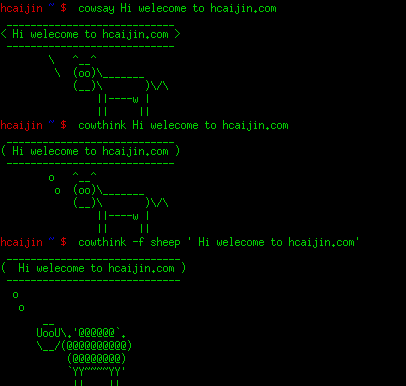 hcaijin ~ $  cowsay Hi welecome to hcaijin.com
 ____________________________
< Hi welecome to hcaijin.com >
 ----------------------------
        \   ^__^
         \  (oo)\_______
            (__)\       )\/\
                ||----w |
                ||     ||
hcaijin ~ $  cowthink Hi welecome to hcaijin.com
 ____________________________
( Hi welecome to hcaijin.com )
 ----------------------------
        o   ^__^
         o  (oo)\_______
            (__)\       )\/\
                ||----w |
                ||     ||
hcaijin ~ $  cowthink -f sheep ' Hi welecome to hcaijin.com'
 _____________________________
(  Hi welecome to hcaijin.com )
 -----------------------------
  o
   o
       __
      UooU\.'@@@@@@`.
      \__/(@@@@@@@@@@)
           (@@@@@@@@)
           `YY~~~~YY'
            ||    ||